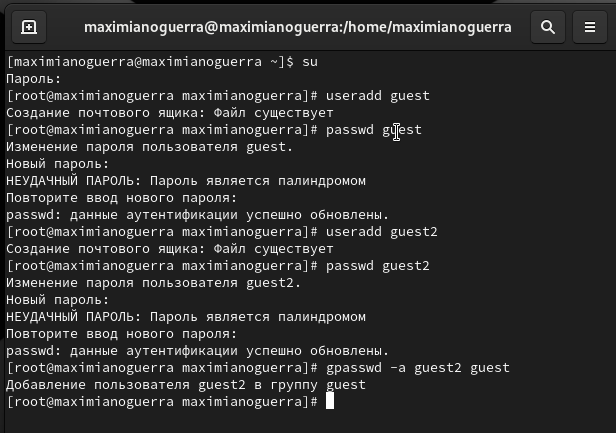 maximianoguerra@maximianoguerra:/home/maximianoguerra
[maximianoguerra@maximianoguerra ~]$ su
Пароль:
[root@maximianoguerra maximianoguerra]# useradd guest
Создание почтового ящика: Файл существует
[root@maximianoguerra maximianoguerra]# passwd guest
Изменение пароля пользователя guest.
Новый пароль:
НЕУДАЧНЫЙ ПАРОЛЬ: Пароль является палиндромом
Повторите ввод нового пароля:
passwd: данные аутентификации успешно обновлены.
[root@maximianoguerra maximianoguerra]# useradd guest2
Создание почтового ящика: Файл существует
[root@maximianoguerra maximianoguerra]# passwd guest2
Изменение пароля пользователя guest2.
Новый пароль:
НЕУДАЧНЫЙ ПАРОЛЬ: Пароль является палиндромом
Повторите ввод нового пароля:
passwd: данные аутентификации успешно обновлены.
[root@maximianoguerra maximianoguerra]# gpasswd -a guest2 guest
Добавление пользователя guest2 в группу guest
[root@maximianoguerra maximianoguerra]#